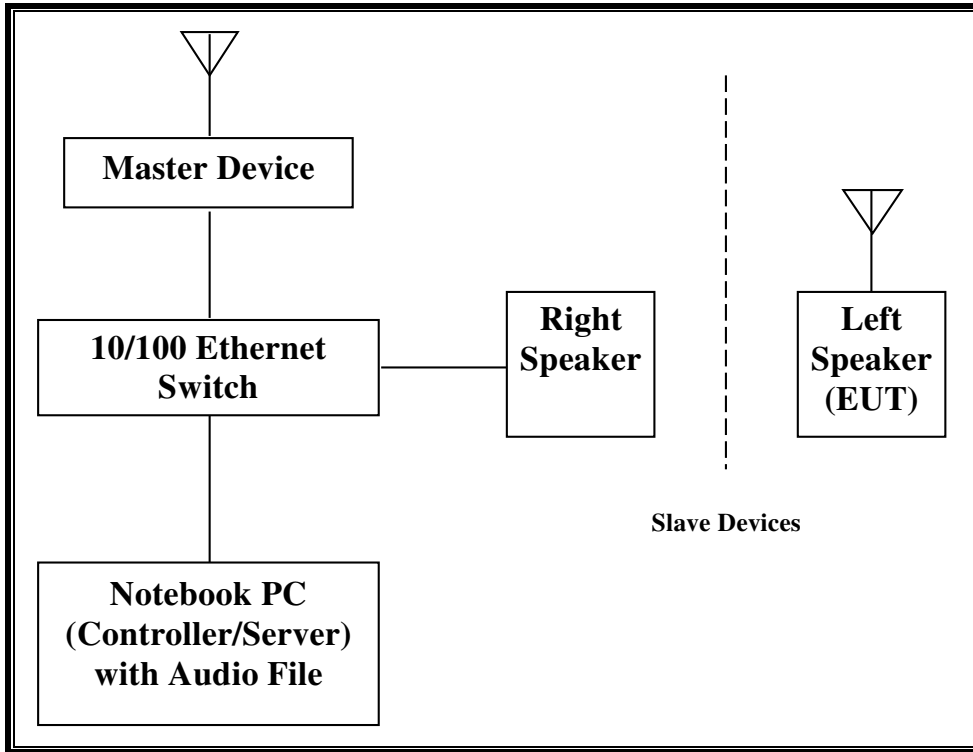 Master Device
10/100 Ethernet
Switch
Right
Speaker
Left
Speaker
(EUT)
Slave Devices
Notebook PC
(Controller/Server)
with Audio File